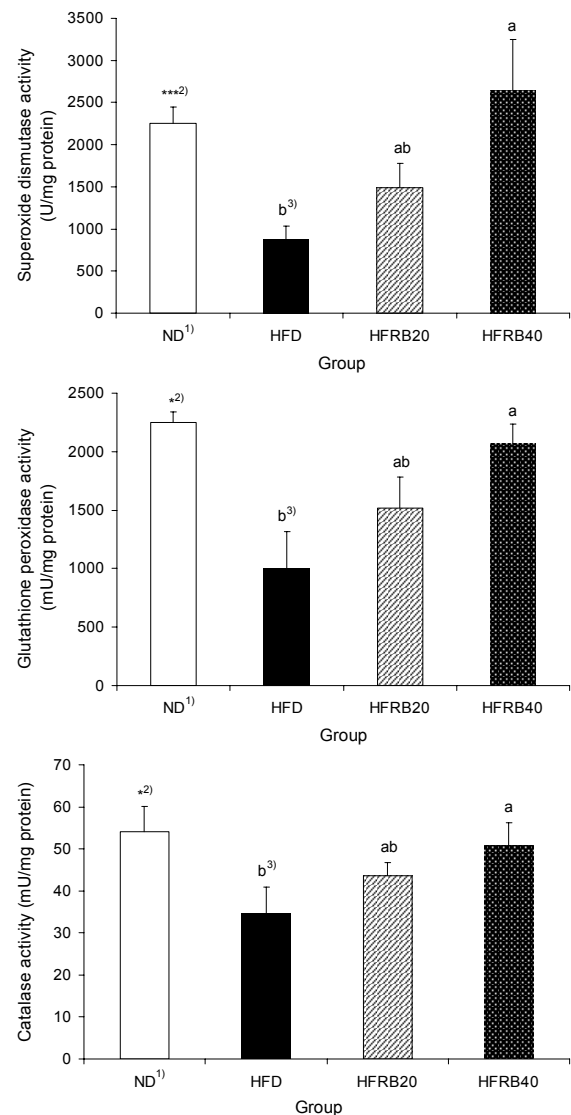 Superoxide dismutase activity
(U/mg protein)
3500
3000
2500
2000
1500
1000
500
0
***2)
b3)
ab
a
ND1)
HFD
HFRB20
HFRB40
Group
Glutathione peroxidase activity
(mU/mg protein)
2500
2000
1500
1000
500
0
*2)
b3)
ab
a
ND1)
HFD
HFRB20
HFRB40
Group
Catalase activity (mU/mg protein)
70
60
50
40
30
20
10
0
*2)
b3)
ab
a
ND1)
HFD
HFRB20
HFRB40
Group